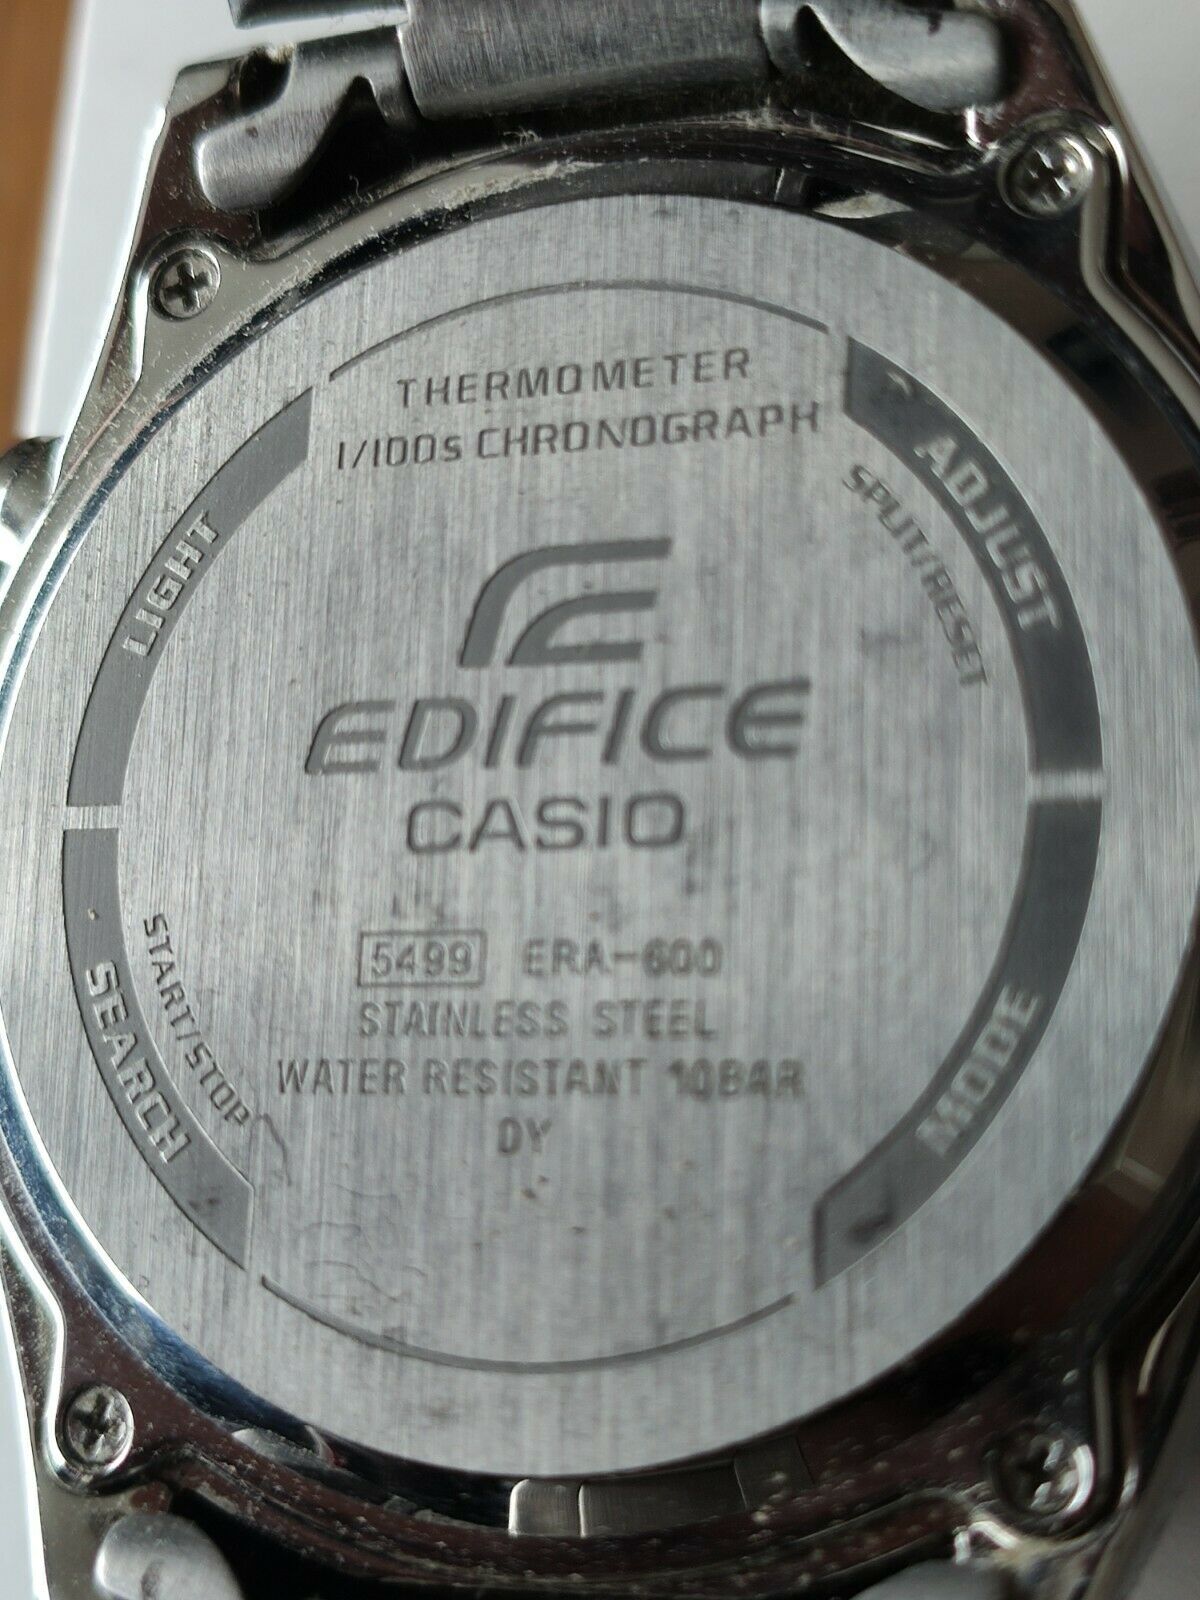 THERMOMETER
1/100s CHRONOGRAPH
LIGHT
ADJUST
SPLIT/RESET
EDIFICE
CASIO
5499 ERA-600
STAINLESS STEEL
WATER RESISTANT 10BAR
DY
START/STOP
SEARCH
MODE